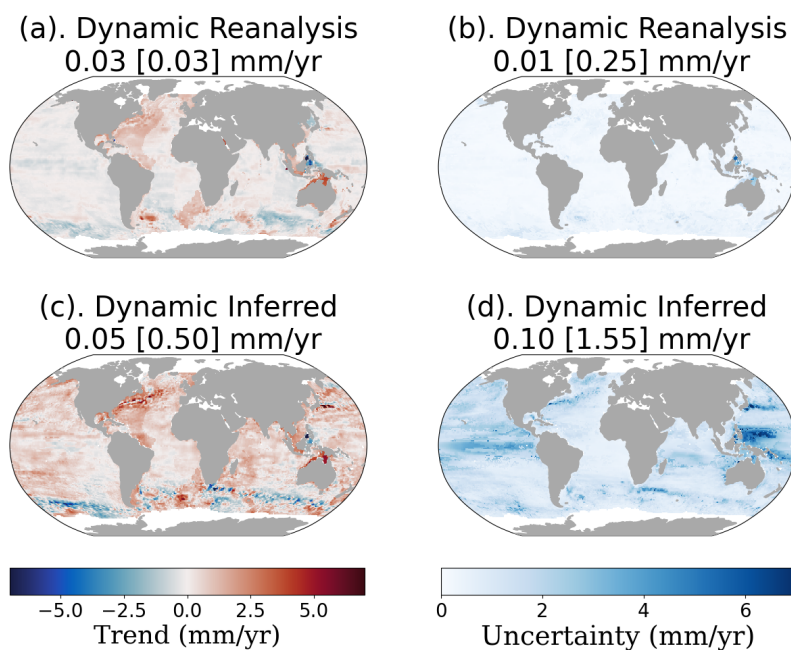 (a). Dynamic Reanalysis
0.03 [0.03] mm/yr
(b). Dynamic Reanalysis
0.01 [0.25] mm/yr
(c). Dynamic Inferred
0.05 [0.50] mm/yr
(d). Dynamic Inferred
0.10 [1.55] mm/yr
−5.0 −2.5 0.0 2.5 5.0
Trend (mm/yr)
0 2 4 6
Uncertainty (mm/yr)